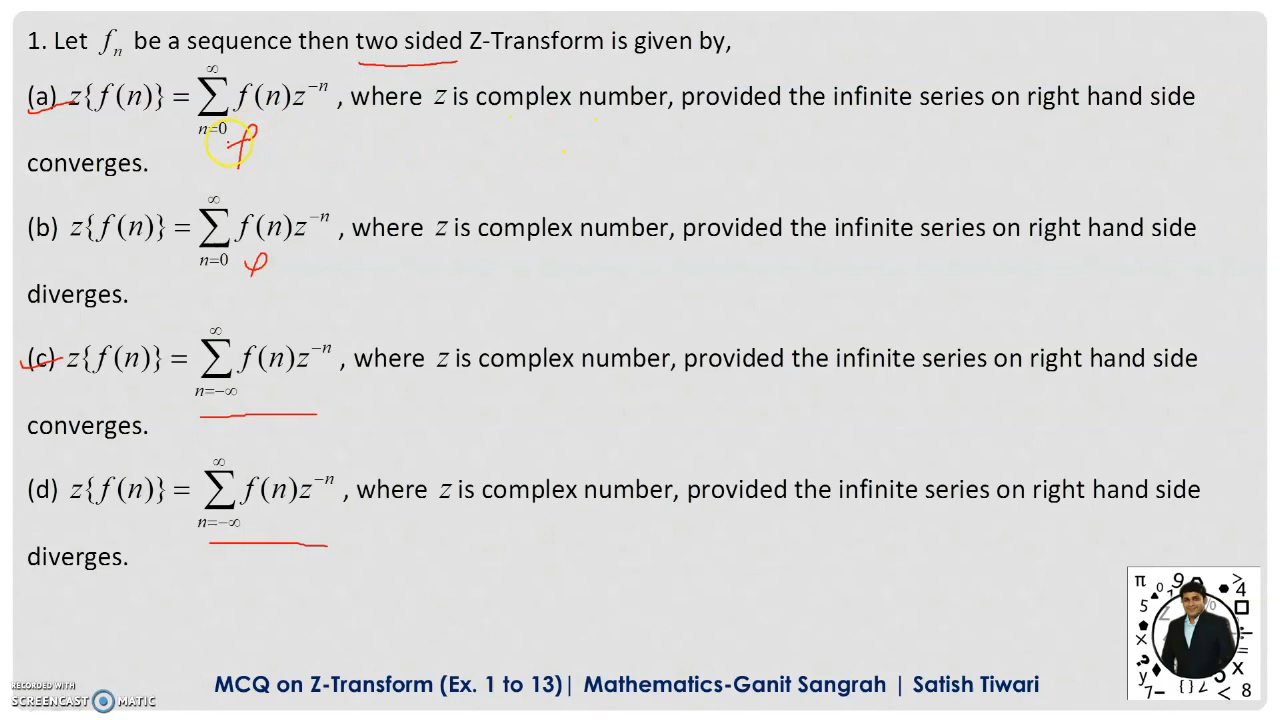 1. Let fₙ be a sequence then two sided Z-Transform is given by,
(a) z{f(n)} = ∑_{n=0}^{∞} f(n)z⁻ⁿ , where z is complex number, provided the infinite series on right hand side
converges.
(b) z{f(n)} = ∑_{n=0}^{∞} f(n)z⁻ⁿ , where z is complex number, provided the infinite series on right hand side
diverges.
(c) z{f(n)} = ∑_{n=−∞}^{∞} f(n)z⁻ⁿ , where z is complex number, provided the infinite series on right hand side
converges.
(d) z{f(n)} = ∑_{n=−∞}^{∞} f(n)z⁻ⁿ , where z is complex number, provided the infinite series on right hand side
diverges.
RECORDED WITH
SCREENCAST MATIC
MCQ on Z-Transform (Ex. 1 to 13)| Mathematics-Ganit Sangrah | Satish Tiwari